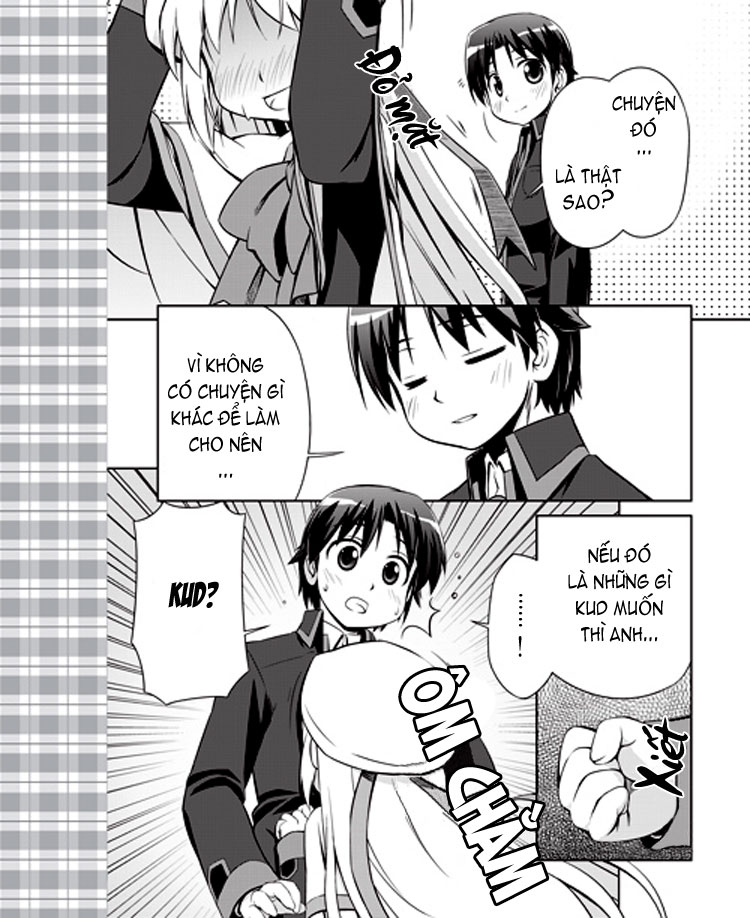 CHUYỆN
ĐÓ
...
LÀ THẬT
SAO?
ĐỎ MẶT
VÌ KHÔNG
CÓ CHUYỆN GÌ
KHÁC ĐỂ LÀM
CHO NÊN
...
NẾU ĐÓ
LÀ NHỮNG GÌ
KUD MUỐN
THÌ ANH...
......!
XIẾT
KUD?
ÔM CHẦM